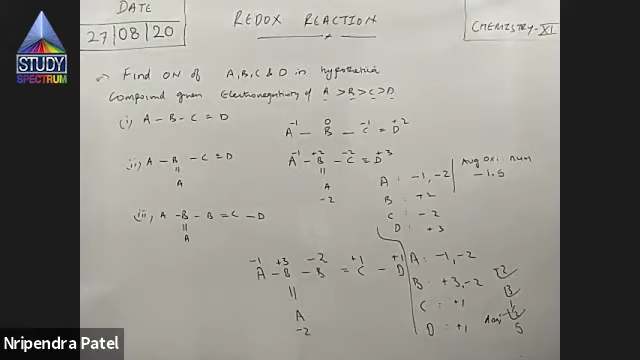 DATE
27/08/20
REDOX REACTION
CHEMISTRY-XI
STUDY
SPECTRUM
Find ON of A,B,C & D in
Compound given Electronegativity of A > B > C > D
(i) A - B - C = D
-1 0 -1 +2
A - B - C = D
(ii) A - B - C = D
||
A
-1 +2 -2 +3
A - B - C = D
||
A
-2
A : -1, -2
B : +2
C : -2
D : +3
Avg Oxi. num
-1.5
(iii) A - B - B = C - D
||
A
-1 +3 -2 +1 +1
A - B - B = C - D
||
A
-2
A : -1, -2
B : +3, -2
C : +1
D : +1
Nripendra Patel